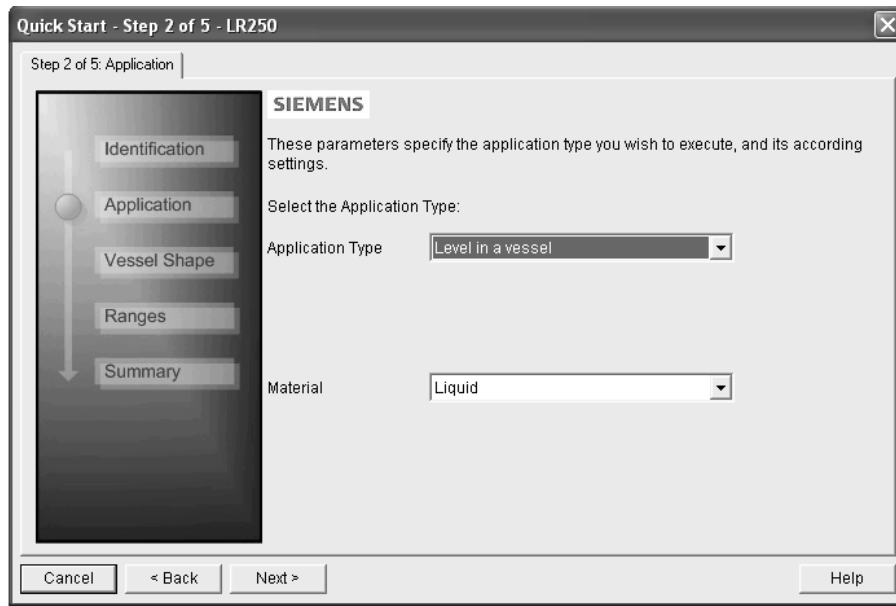 Quick Start - Step 2 of 5 - LR250
Step 2 of 5: Application
Identification
Application
Vessel Shape
Ranges
Summary
SIEMENS
These parameters specify the application type you wish to execute, and its according
settings.
Select the Application Type:
Application Type
Level in a vessel
Material
Liquid
Cancel
< Back
Next >
Help